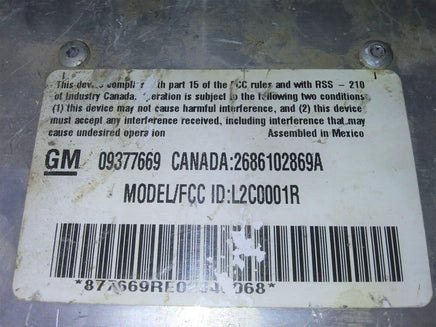 This device complies with part 15 of the FCC rules and with RSS - 210
of Industry Canada. Operation is subject to the following two conditions
(1) this device may not cause harmful interference, and (2) this device
must accept any interference received, including interference that may
cause undesired operation Assembled in Mexico
GM 09377669 CANADA:2686102869A
MODEL/FCC ID:L2C0001R